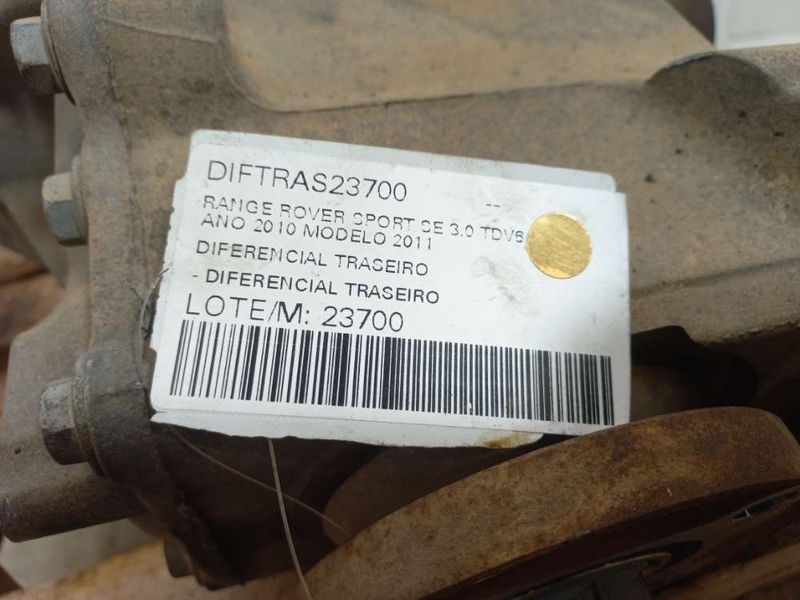 DIFTRAS23700 --
RANGE ROVER SPORT SE 3.0 TDV6
ANO 2010 MODELO 2011
DIFERENCIAL TRASEIRO
- DIFERENCIAL TRASEIRO
LOTE/M: 23700